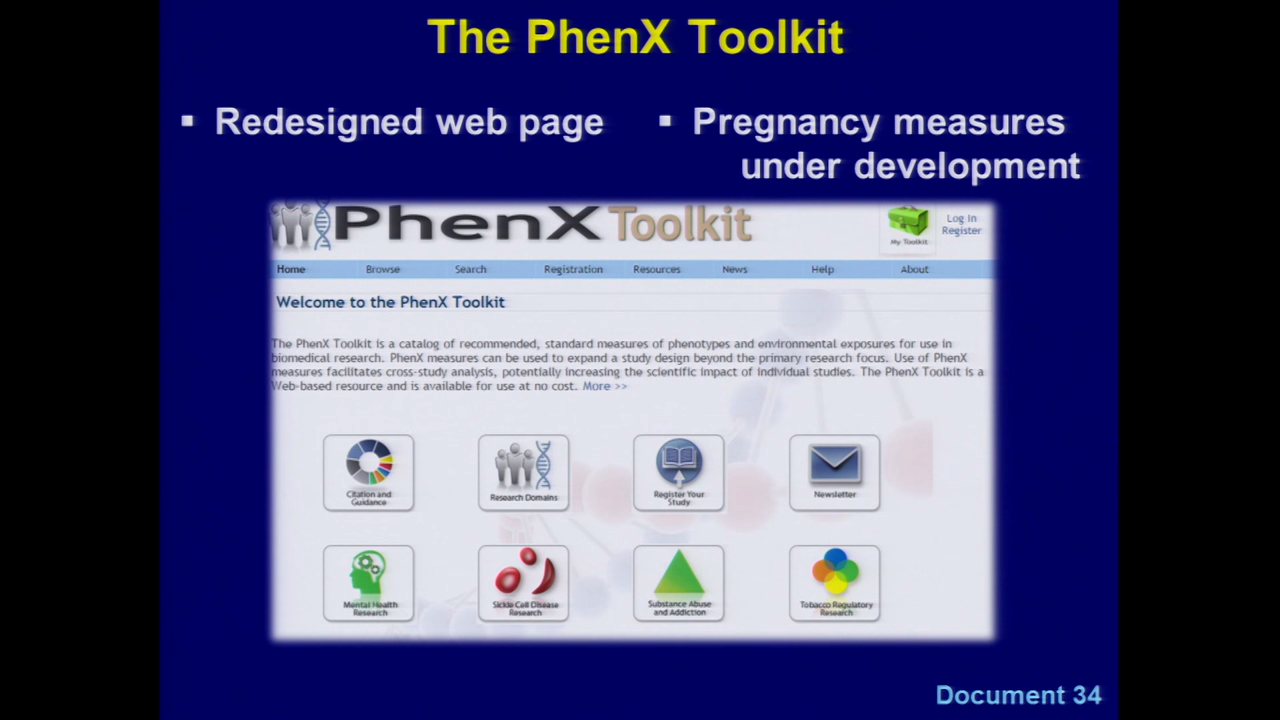 The PhenX Toolkit
▪ Redesigned web page
▪ Pregnancy measures
under development
PhenX Toolkit
My Toolkit
Log In
Register
Home Browse Search Registration Resources News Help About
Welcome to the PhenX Toolkit
The PhenX Toolkit is a catalog of recommended, standard measures of phenotypes and environmental exposures for use in
biomedical research. PhenX measures can be used to expand a study design beyond the primary research focus. Use of PhenX
measures facilitates cross-study analysis, potentially increasing the scientific impact of individual studies. The PhenX Toolkit is a
Web-based resource and is available for use at no cost. More >>
Citation and
Guidance
Research Domains
Register Your
Study
Newsletter
Mental Health
Research
Sickle Cell Disease
Research
Substance Abuse
and Addiction
Tobacco Regulatory
Research
Document 34